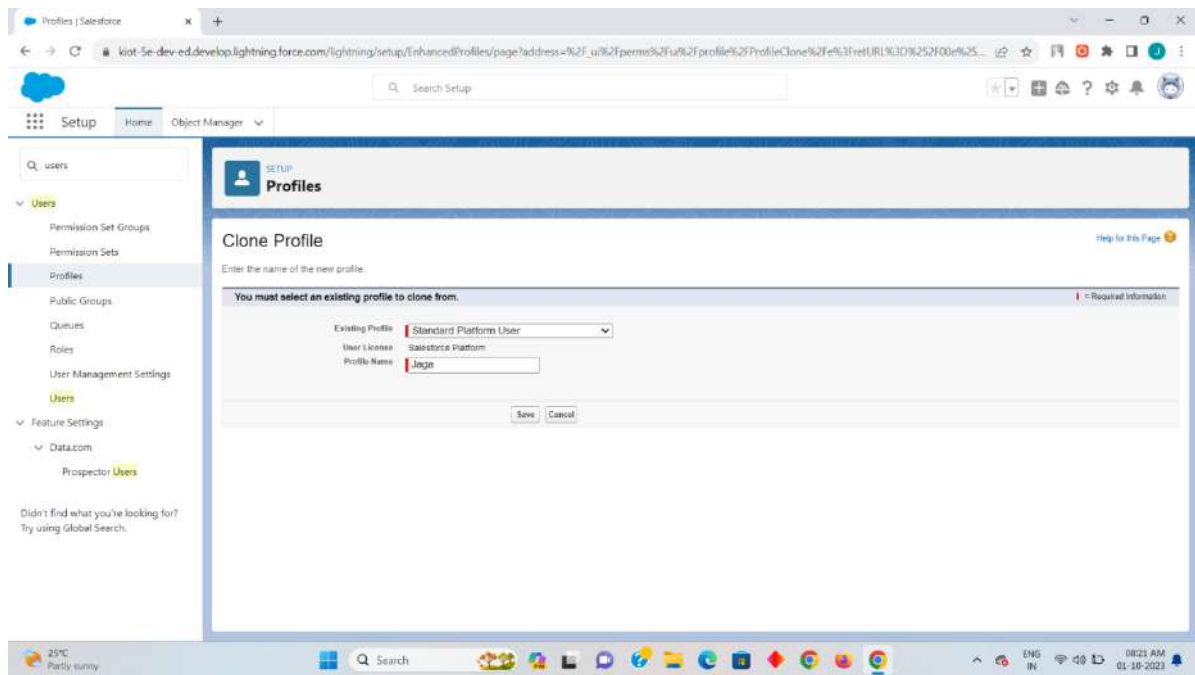 Profiles | Salesforce
kiot-5e-dev-ed.develop.lightning.force.com/lightning/setup/EnhancedProfiles/page?address=%2F_ui%2Fperms%2Fui%2Fprofile%2FProfileClone%2Fe%3FretURL%3D%252F00e%25...
J
Search Setup
Setup
Home
Object Manager
users
Users
Permission Set Groups
Permission Sets
Profiles
Public Groups
Queues
Roles
User Management Settings
Users
Feature Settings
Data.com
Prospector Users
Didn't find what you're looking for?
Try using Global Search.
SETUP
Profiles
Clone Profile
Help for this Page
Enter the name of the new profile.
You must select an existing profile to clone from.
= Required Information
Existing Profile Standard Platform User
User License Salesforce Platform
Profile Name Jaga
Save Cancel
25°C
Partly sunny
Search
ENG
IN
08:21 AM
01-10-2023